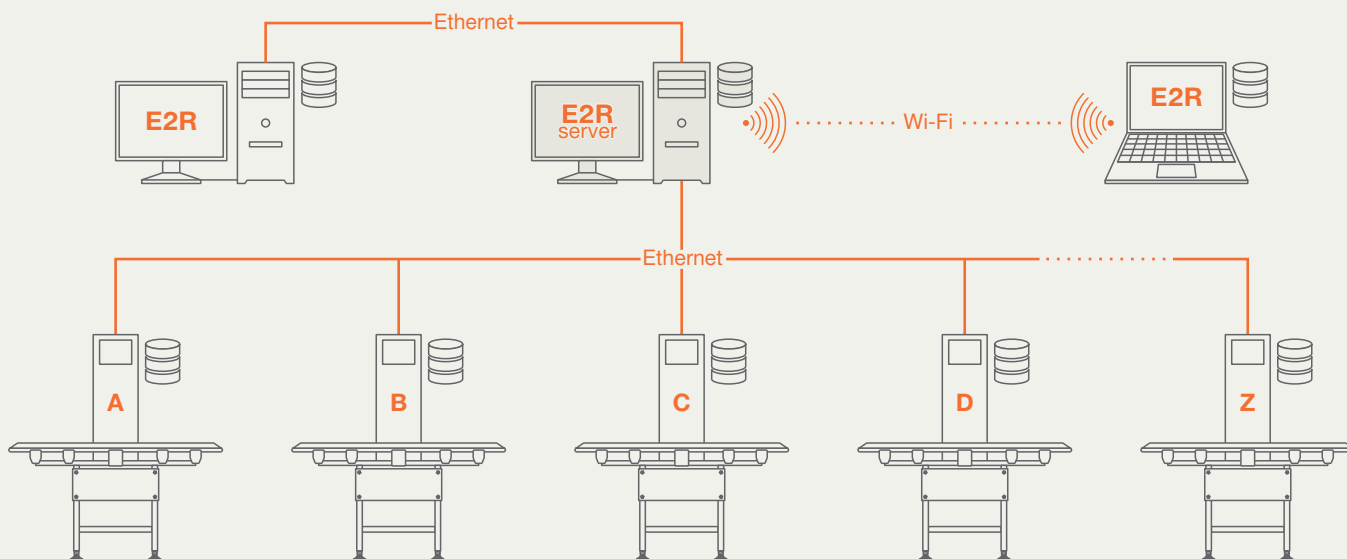 Ethernet
E2R
E2R
server
Wi-Fi
E2R
Ethernet
A
B
C
D
Z